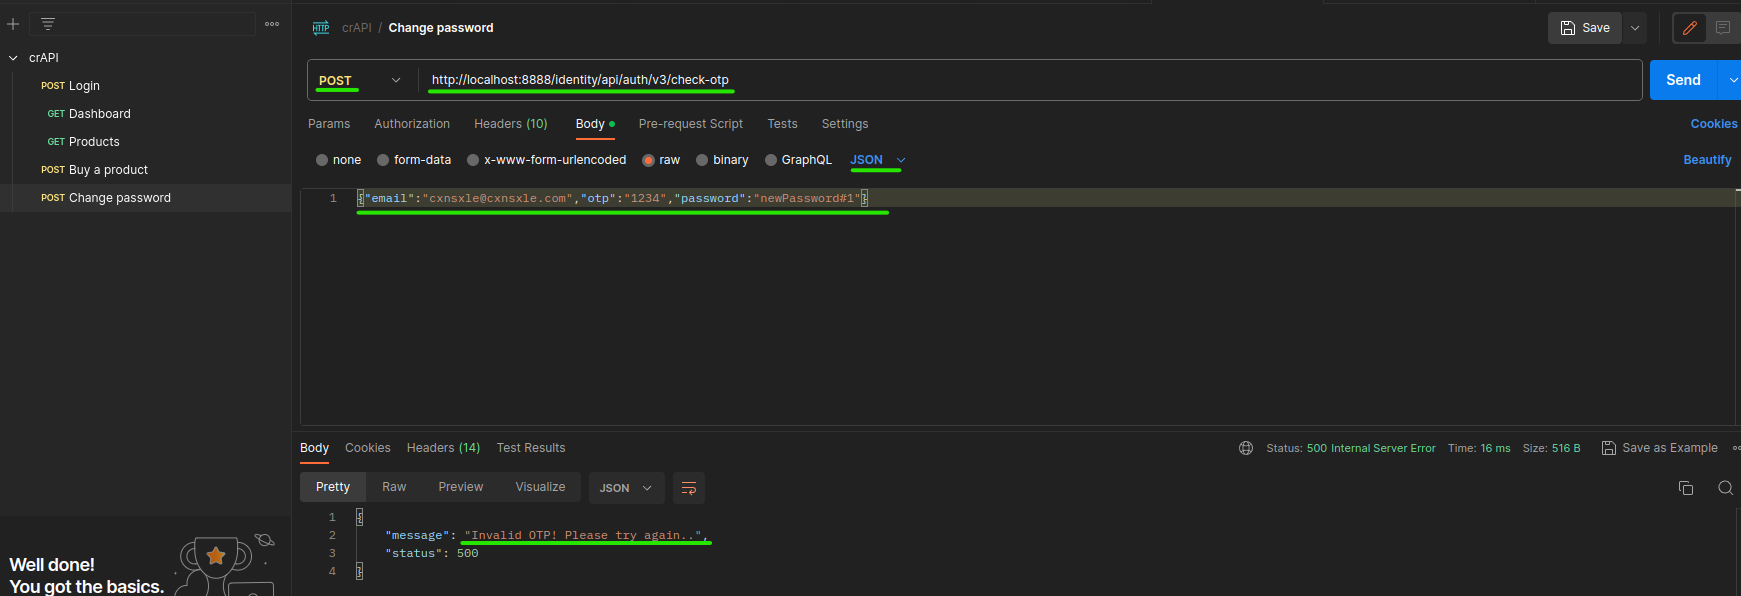 crAPI
POST Login
GET Dashboard
GET Products
POST Buy a product
POST Change password
Well done!
You got the basics.
HTTP crAPI / Change password
Save
POST http://localhost:8888/identity/api/auth/v3/check-otp Send
Params Authorization Headers (10) Body Pre-request Script Tests Settings Cookies
none form-data x-www-form-urlencoded raw binary GraphQL JSON Beautify
1 {"email":"cxnsxle@cxnsxle.com","otp":"1234","password":"newPassword#1"}
Body Cookies Headers (14) Test Results Status: 500 Internal Server Error Time: 16 ms Size: 516 B Save as Example
Pretty Raw Preview Visualize JSON
1 {
2 "message": "Invalid OTP! Please try again..",
3 "status": 500
4 }